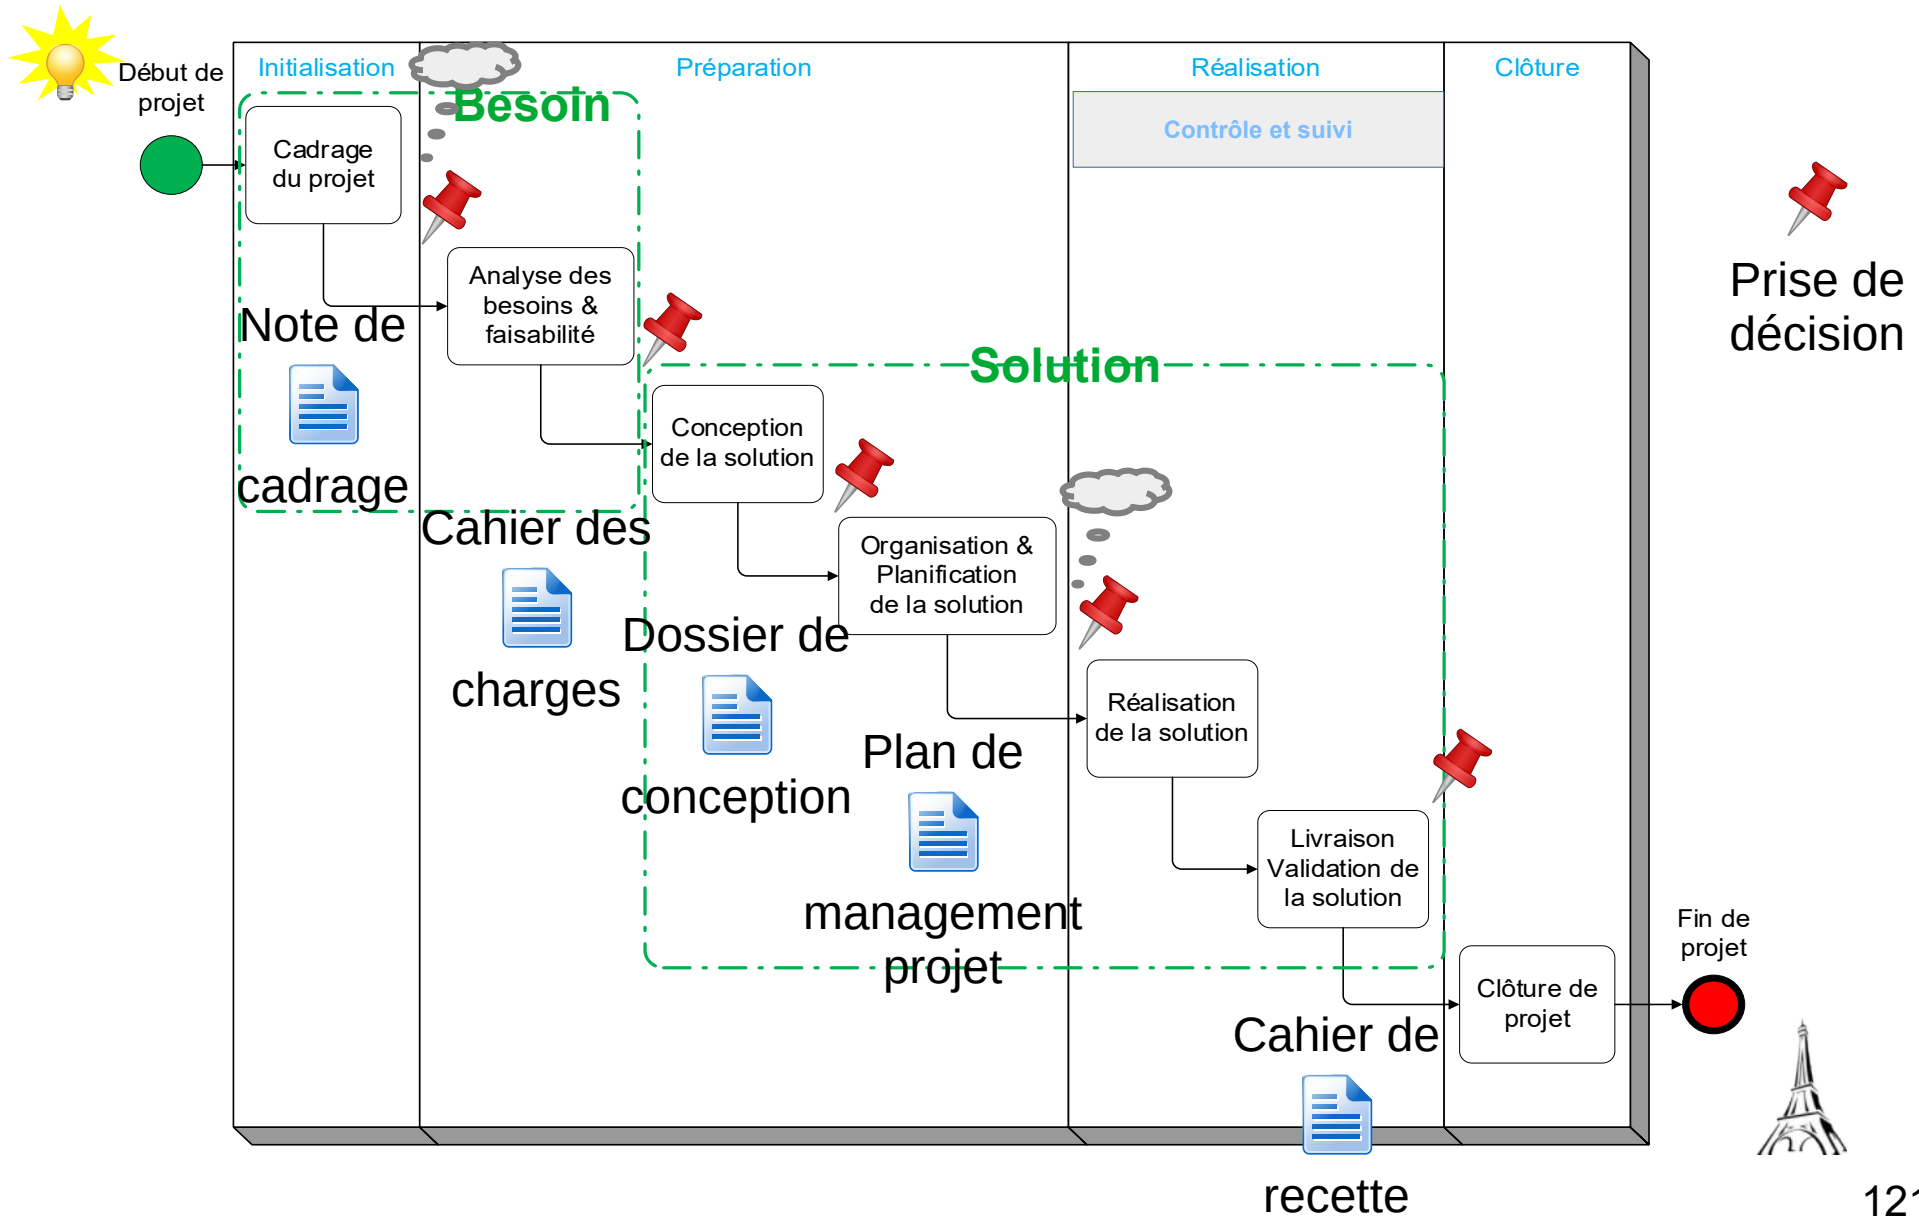 Début de
projet
Initialisation
Préparation
Réalisation
Clôture
Besoin
Contrôle et suivi
Cadrage
du projet
Analyse des
besoins &
faisabilité
Note de
cadrage
Prise de
décision
Solution
Conception
de la solution
Cahier des
charges
Organisation &
Planification
de la solution
Dossier de
conception
Réalisation
de la solution
Plan de
management
projet
Livraison
Validation de
la solution
Fin de
projet
Clôture de
projet
Cahier de
recette
121